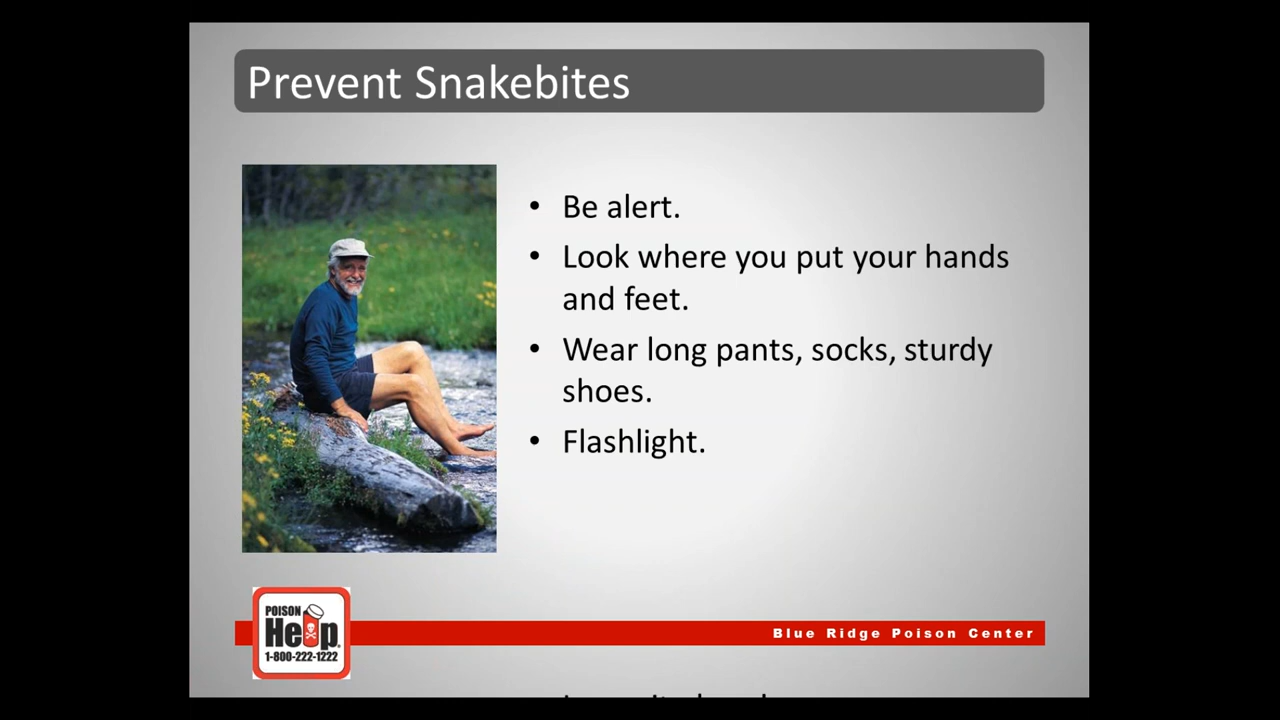 Prevent Snakebites
• Be alert.
• Look where you put your hands
and feet.
• Wear long pants, socks, sturdy
shoes.
• Flashlight.
POISON
Help
1-800-222-1222
Blue Ridge Poison Center